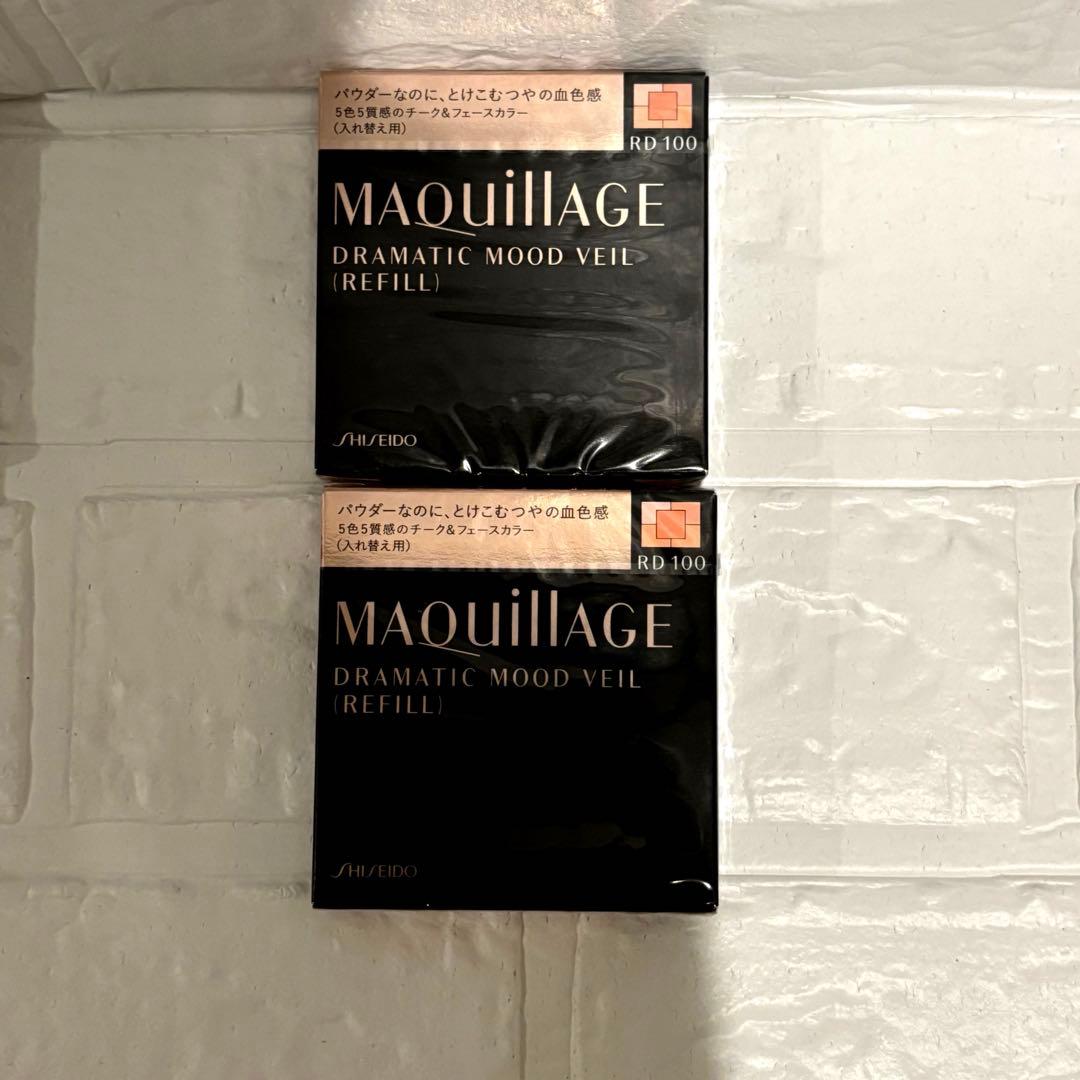 パウダーなのに、とけこむつやの血色感
5色5質感のチーク&フェースカラー
(入れ替え用)
RD 100
MAQuillAGE
DRAMATIC MOOD VEIL
(REFILL)
SHISEIDO
パウダーなのに、とけこむつやの血色感
5色5質感のチーク&フェースカラー
(入れ替え用)
RD 100
MAQuillAGE
DRAMATIC MOOD VEIL
(REFILL)
SHISEIDO